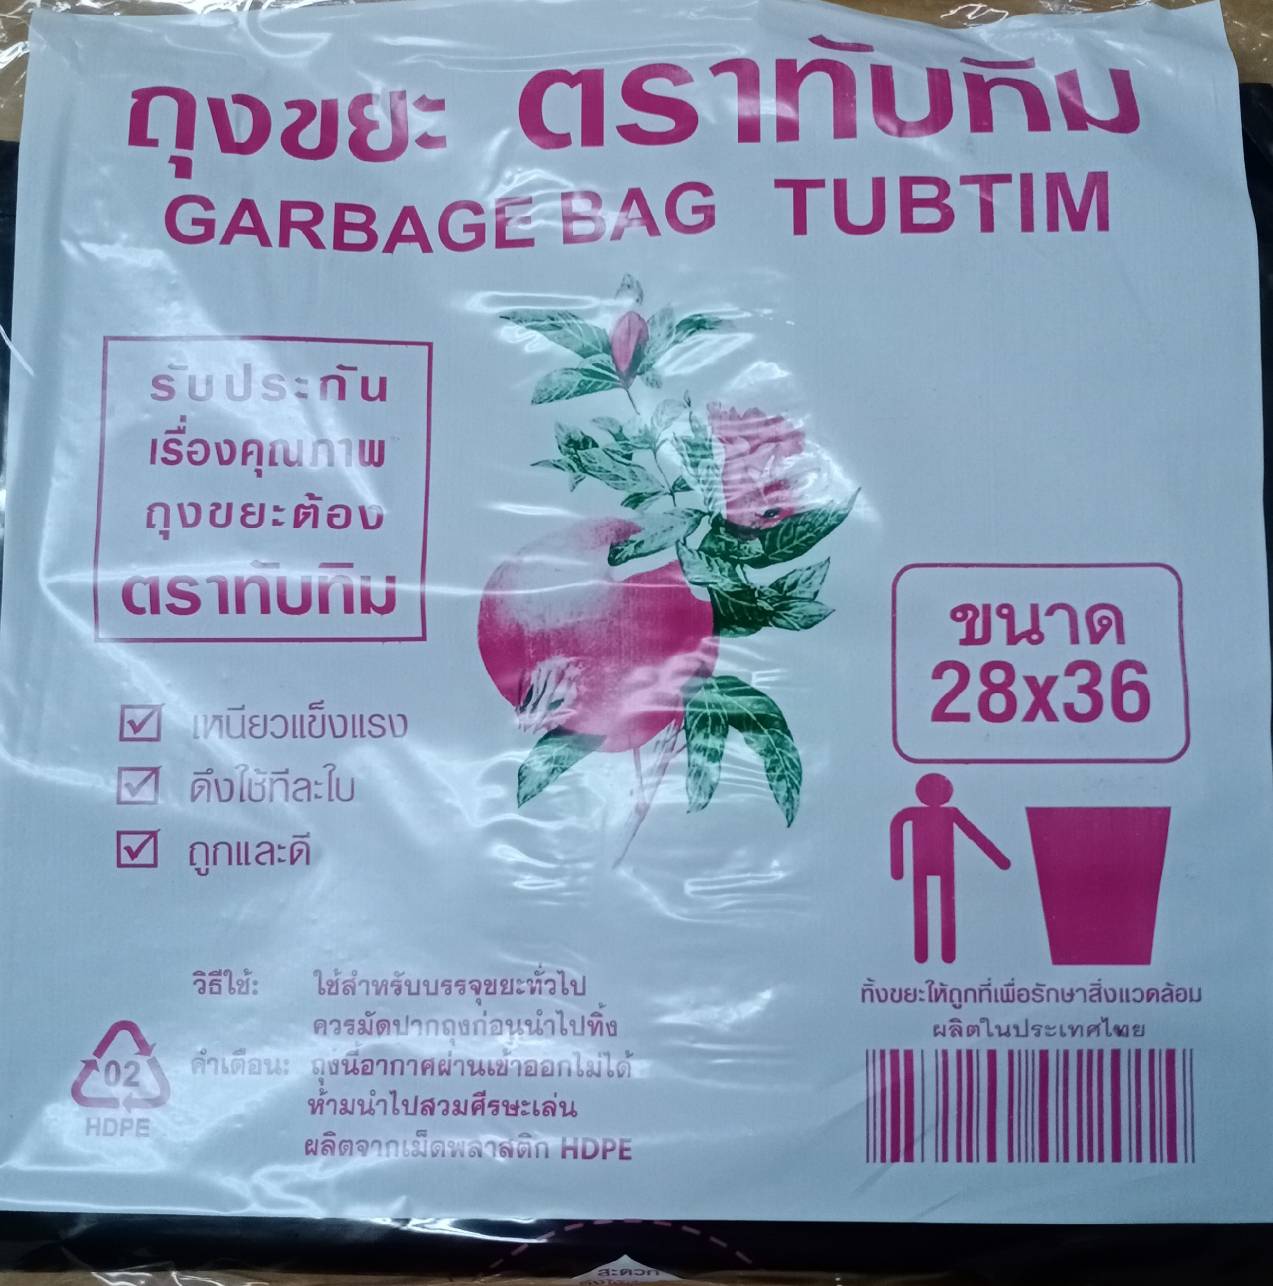 ถุงขยะ ตราทับทิม
GARBAGE BAG TUBTIM
รับประกัน
เรื่องคุณภาพ
ถุงขยะต้อง
ตราทับทิม
ขนาด
28x36
เหนียวแข็งแรง
ดึงใช้ทีละใบ
ถูกและดี
วิธีใช้: ใช้สำหรับบรรจุขยะทั่วไป
ควรมัดปากถุงก่อนนำไปทิ้ง
คำเตือน: ถุงนี้อากาศผ่านเข้าออกไม่ได้
ห้ามนำไปสวมศีรษะเล่น
ผลิตจากเม็ดพลาสติก HDPE
02
HDPE
ทิ้งขยะให้ถูกที่เพื่อรักษาสิ่งแวดล้อม
ผลิตในประเทศไทย
สะดวก